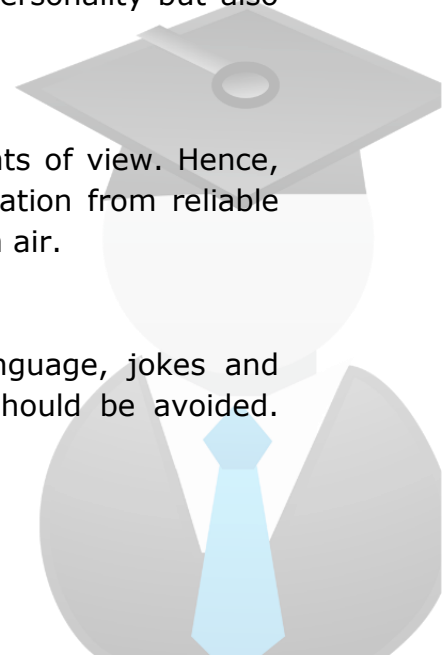 ersonality but also
nts of view. Hence,
ation from reliable
air.
nguage, jokes and
hould be avoided.